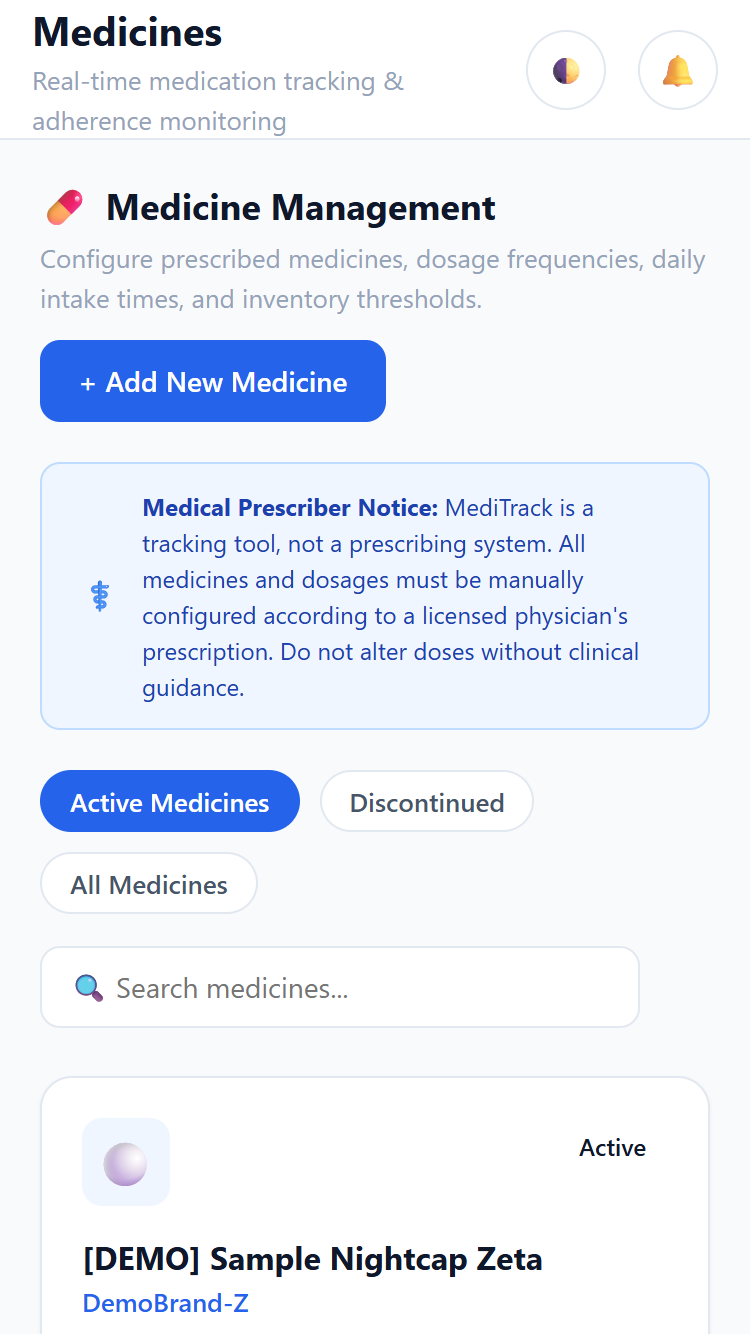 Medicines
Real-time medication tracking &
adherence monitoring
Medicine Management
Configure prescribed medicines, dosage frequencies, daily
intake times, and inventory thresholds.
+ Add New Medicine
Medical Prescriber Notice: MediTrack is a
tracking tool, not a prescribing system. All
medicines and dosages must be manually
configured according to a licensed physician's
prescription. Do not alter doses without clinical
guidance.
Active Medicines
Discontinued
All Medicines
Search medicines...
Active
[DEMO] Sample Nightcap Zeta
DemoBrand-Z